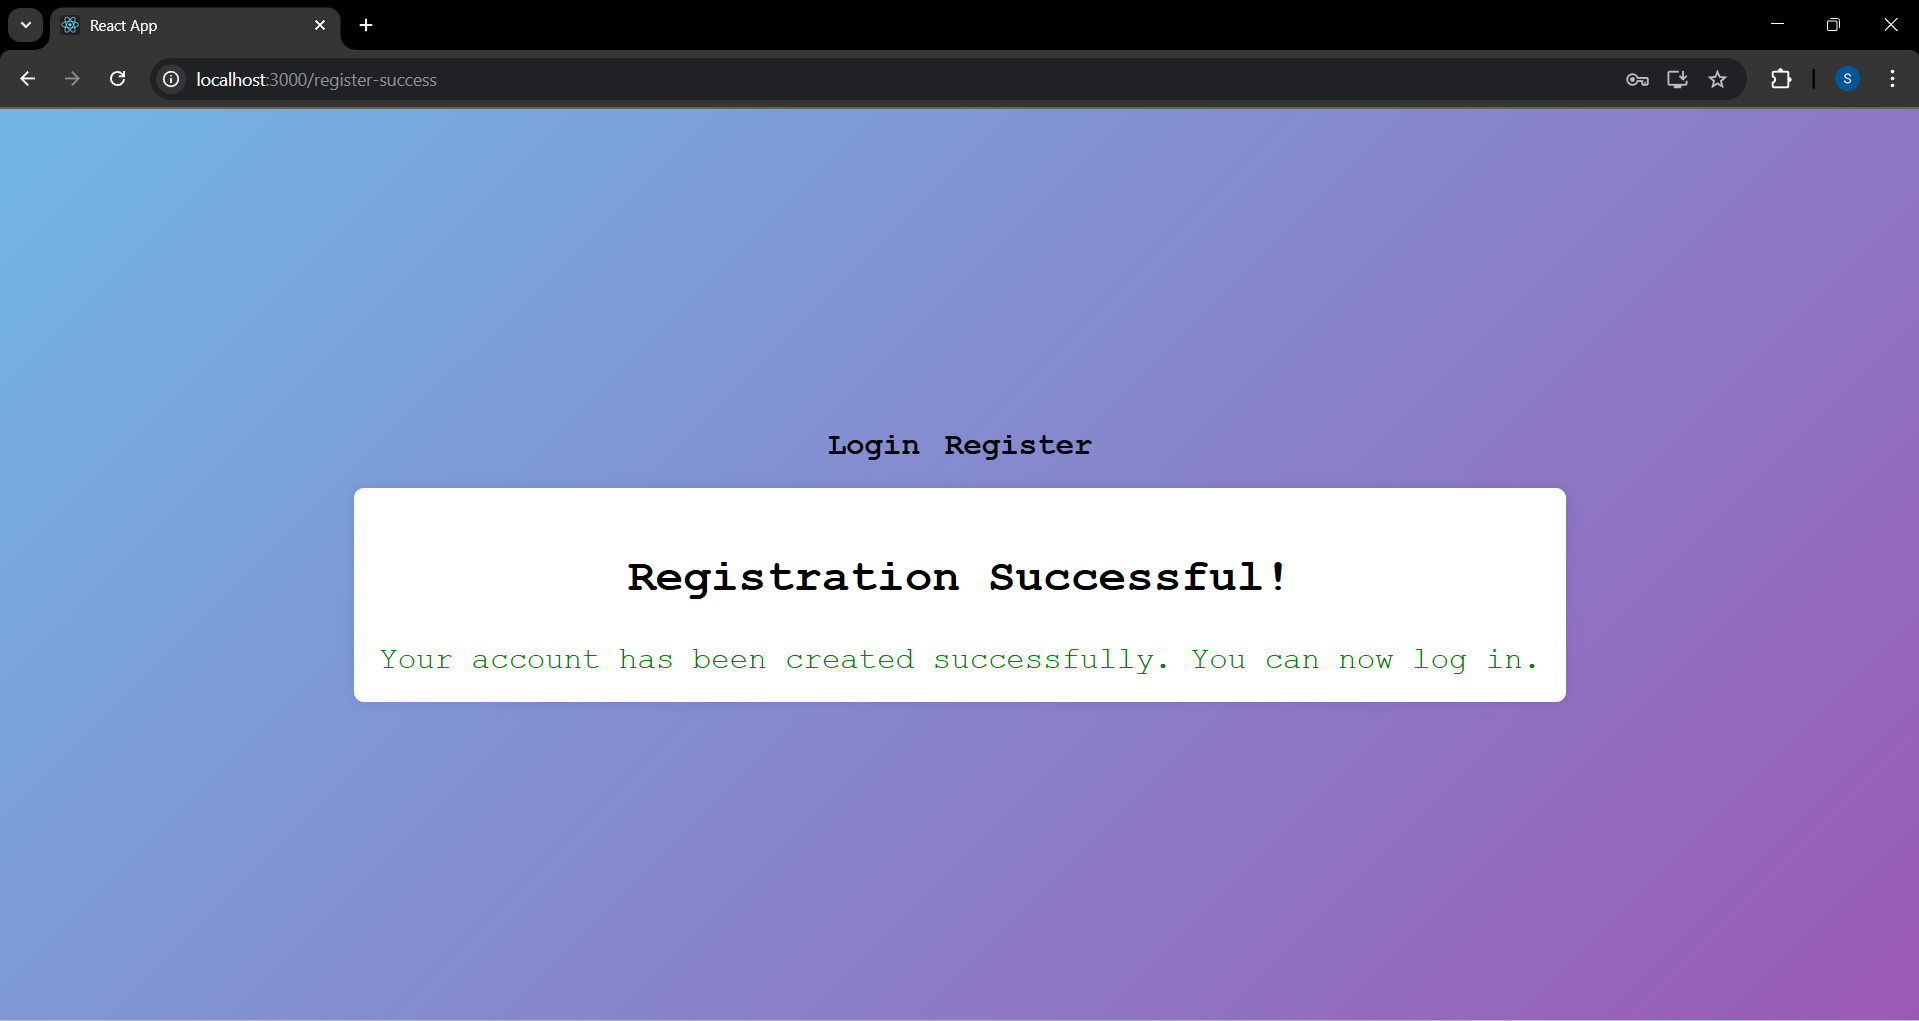 React App
localhost:3000/register-success
S
Login Register
Registration Successful!
Your account has been created successfully. You can now log in.